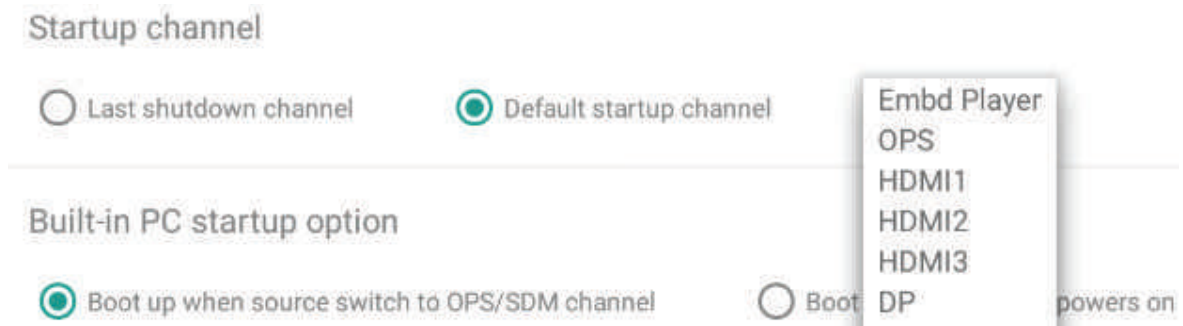 Startup channel
Last shutdown channel
Default startup channel
Embd Player
OPS
HDMI1
HDMI2
HDMI3
DP
Built-in PC startup option
Boot up when source switch to OPS/SDM channel
Boot
powers on